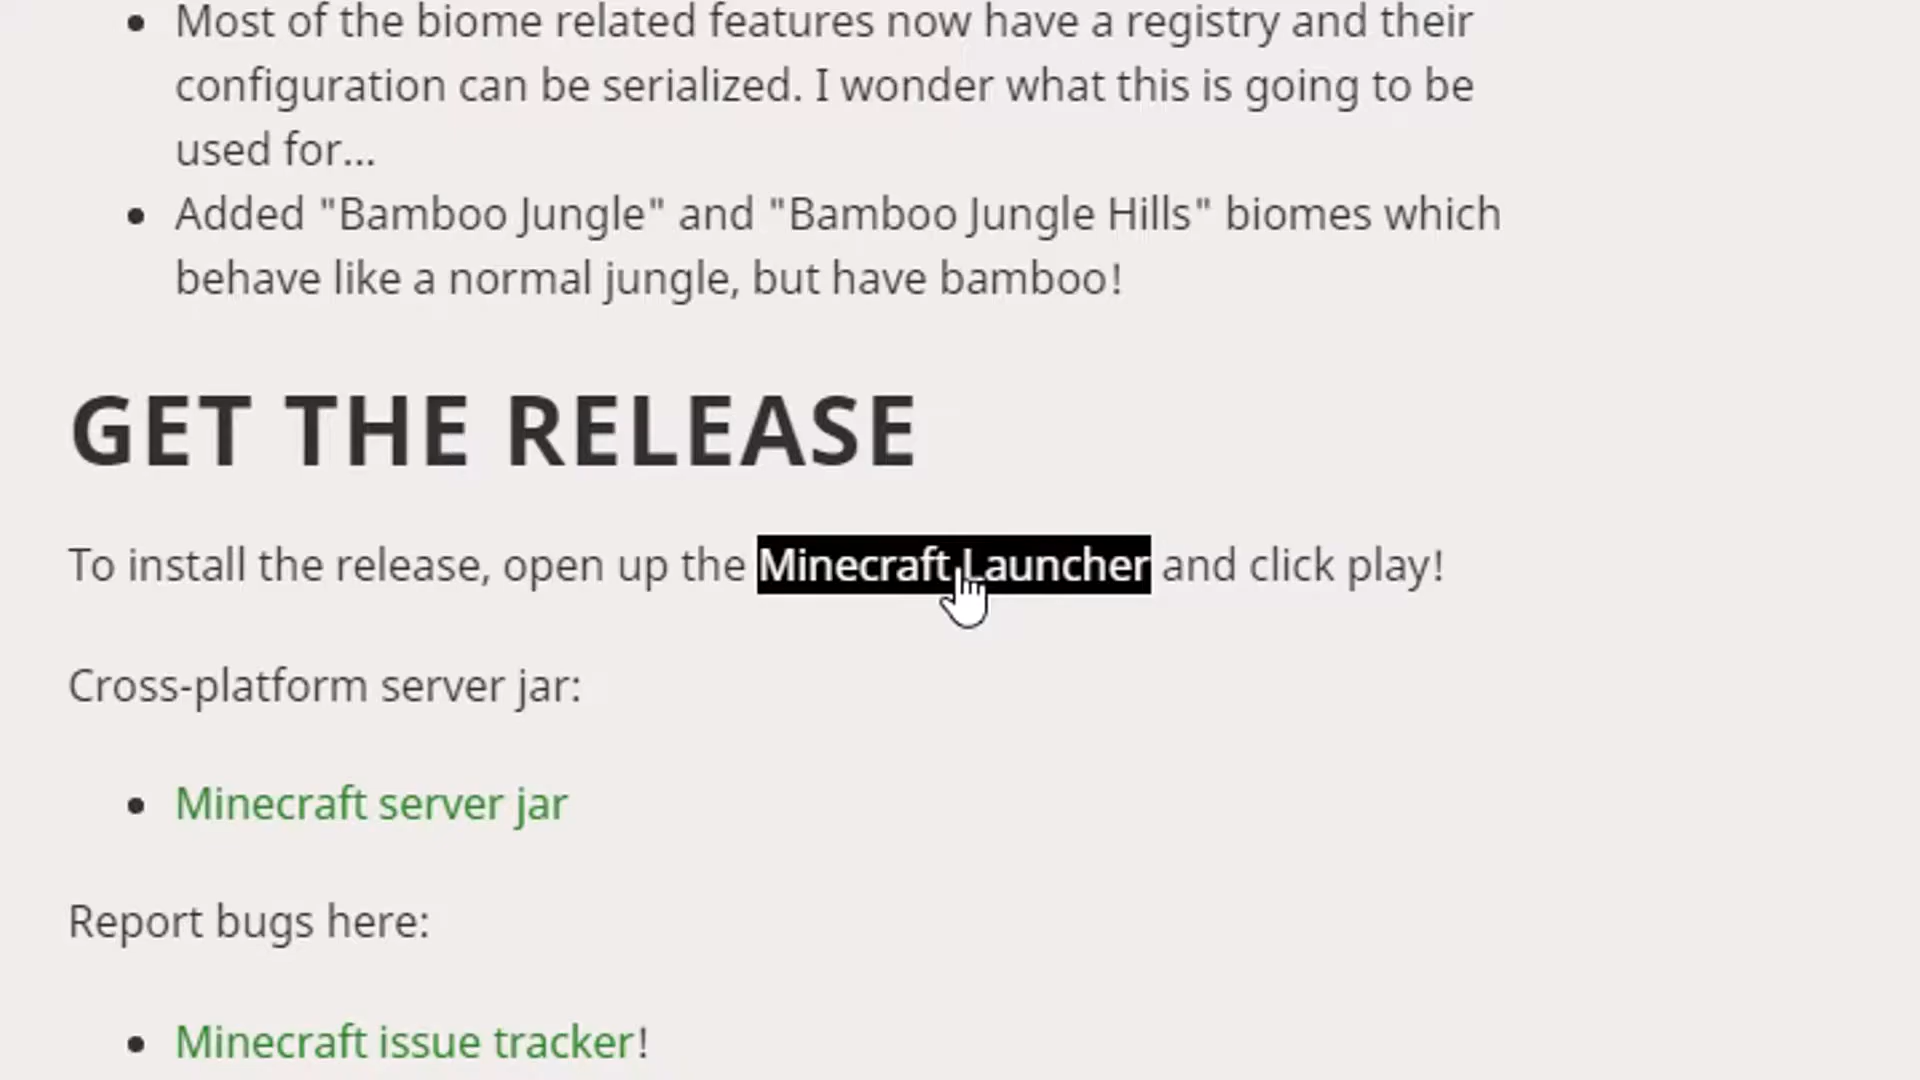 Most of the biome related features now have a registry and their
configuration can be serialized. I wonder what this is going to be
used for...
Added "Bamboo Jungle" and "Bamboo Jungle Hills" biomes which
behave like a normal jungle, but have bamboo!
GET THE RELEASE
To install the release, open up the Minecraft Launcher and click play!
Cross-platform server jar:
Minecraft server jar
Report bugs here:
Minecraft issue tracker!